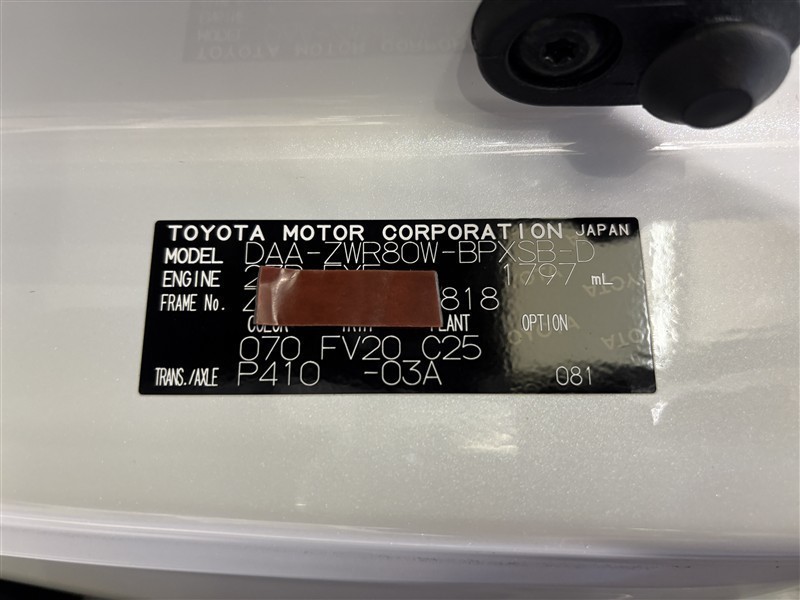 TOYOTA MOTOR CORPORATION JAPAN
MODEL DAA-ZWR80W-BPXSB-D
ENGINE 1797 mL
FRAME No. 818
COLOR TRIM PLANT OPTION
070 FV20 C25
TRANS./AXLE P410 -03A 081